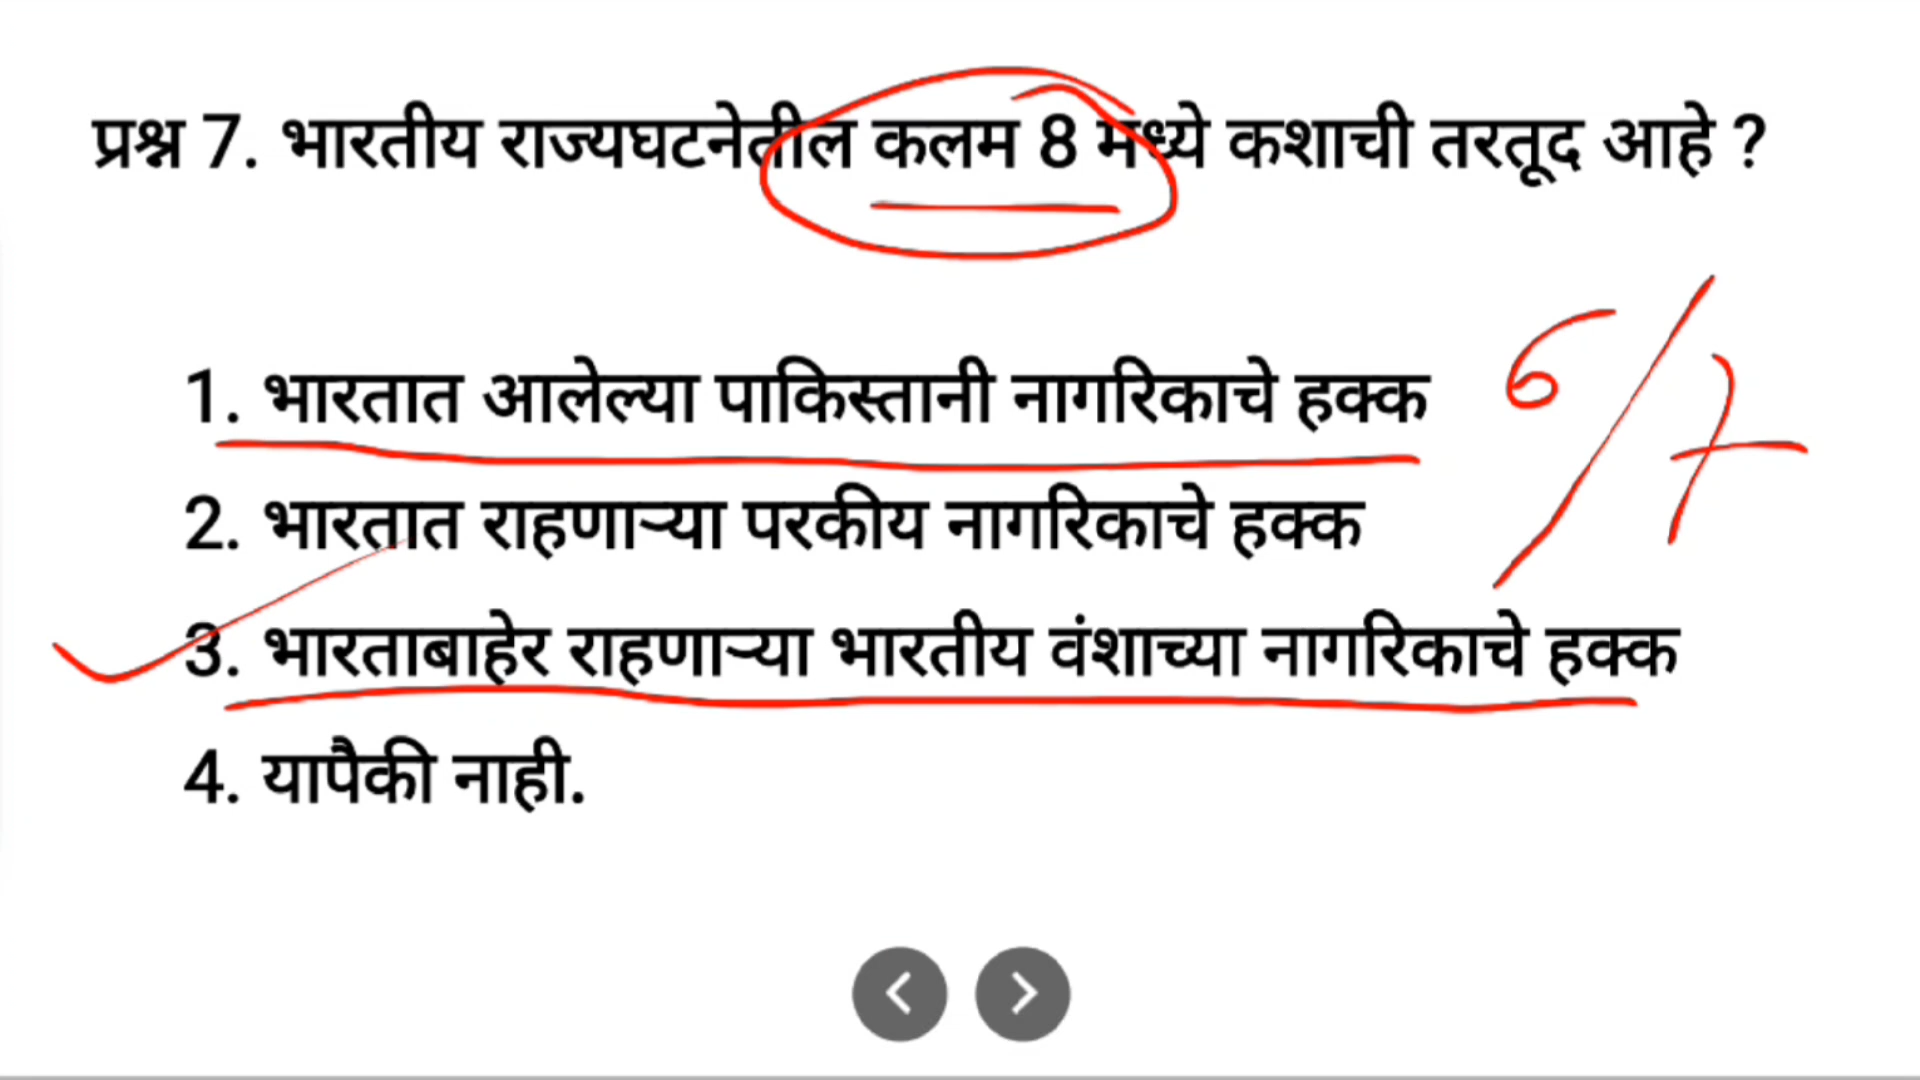 प्रश्न 7. भारतीय राज्यघटनेतील कलम 8 मध्ये कशाची तरतूद आहे ?
1. भारतात आलेल्या पाकिस्तानी नागरिकाचे हक्क
6/7
2. भारतात राहणाऱ्या परकीय नागरिकाचे हक्क
3. भारताबाहेर राहणाऱ्या भारतीय वंशाच्या नागरिकाचे हक्क
4. यापैकी नाही.